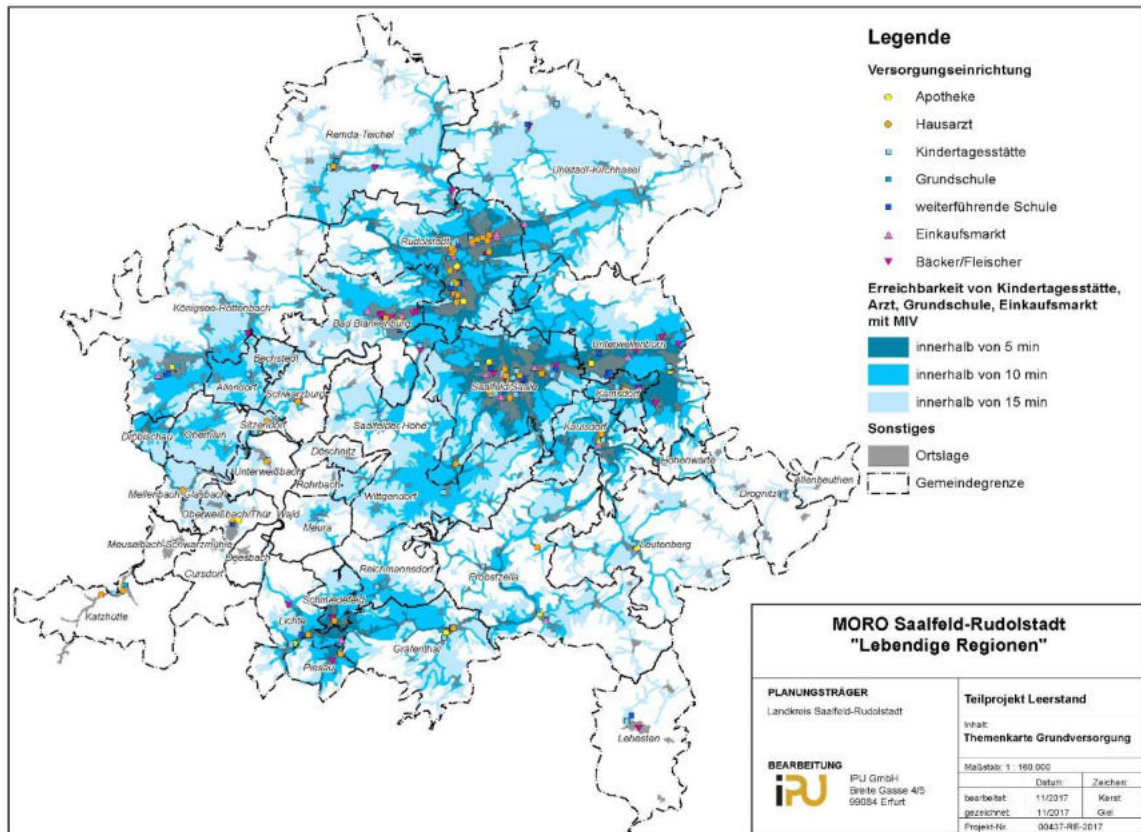 Legende
Versorgungseinrichtung
Apotheke
Hausarzt
Kindertagesstätte
Grundschule
weiterführende Schule
Einkaufsmarkt
Bäcker/Fleischer
Erreichbarkeit von Kindertagesstätte,
Arzt, Grundschule, Einkaufsmarkt
mit MIV
innerhalb von 5 min
innerhalb von 10 min
innerhalb von 15 min
Sonstiges
Ortslage
Gemeindegrenze
Remda-Teichel
Uhlstädt-Kirchhasel
Rudolstadt
Königsee-Rottenbach
Bad Blankenburg
Unterwellenborn
Bechstedt
Allendorf
Schwarzburg
Saalfeld/Saale
Kamsdorf
Saalfelder Höhe
Sitzendorf
Kaulsdorf
Dröbischau
Oberhain
Döschnitz
Hohenwarte
Unterweißbach
Rohrbach
Altenbeuthen
Mellenbach-Glasbach
Wittgendorf
Drognitz
Oberweißbach/Thür. Wald
Meura
Meuselbach-Schwarzmühle
Deesbach
Leutenberg
Cursdorf
Reichmannsdorf
Probstzella
Katzhütte
Schmiedefeld
Lichte
Gräfenthal
Piesau
Lehesten
MORO Saalfeld-Rudolstadt
"Lebendige Regionen"
PLANUNGSTRÄGER
Landkreis Saalfeld-Rudolstadt
BEARBEITUNG
IPU
IPU GmbH
Breite Gasse 4/5
99084 Erfurt
Teilprojekt Leerstand
Inhalt:
Themenkarte Grundversorgung
Maßstab: 1 : 160.000
Datum: Zeichen:
bearbeitet: 11/2017 Karst
gezeichnet: 11/2017 Giel
Projekt-Nr. 00437-RE-2017